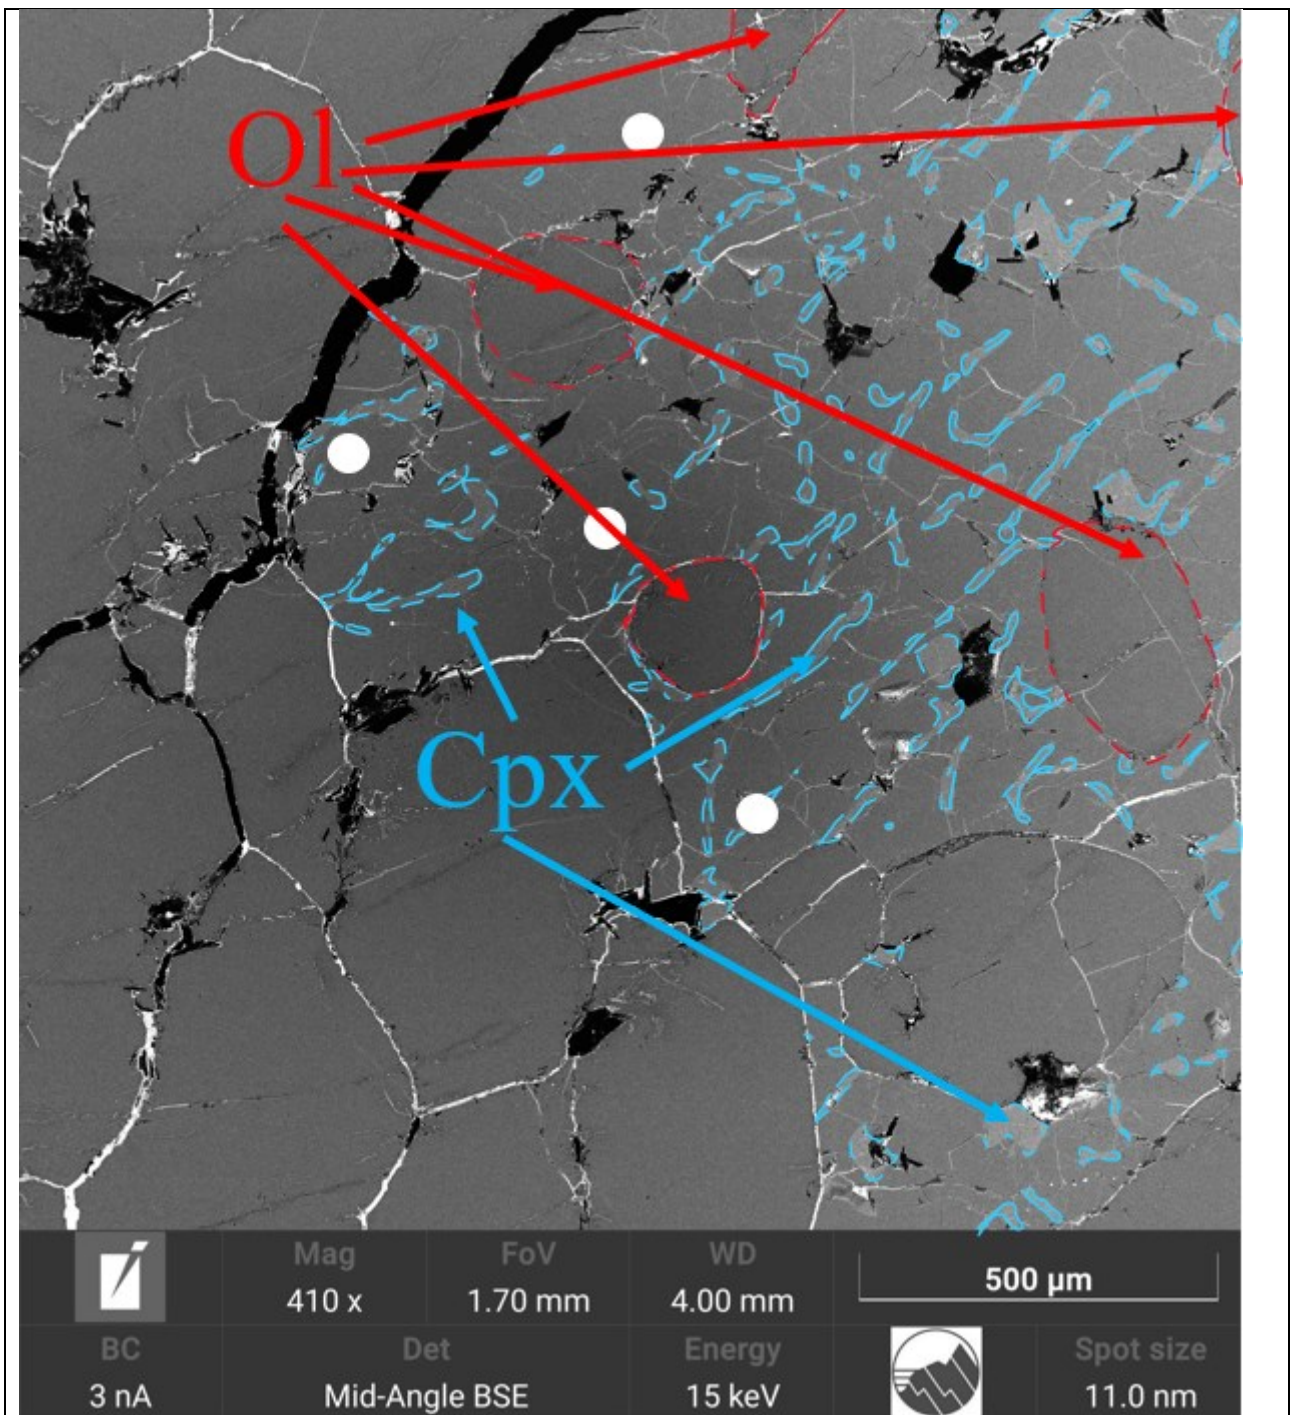 Ol
Cpx
Mag FoV WD 500 µm
410 x 1.70 mm 4.00 mm
BC Det Energy Spot size
3 nA Mid-Angle BSE 15 keV 11.0 nm